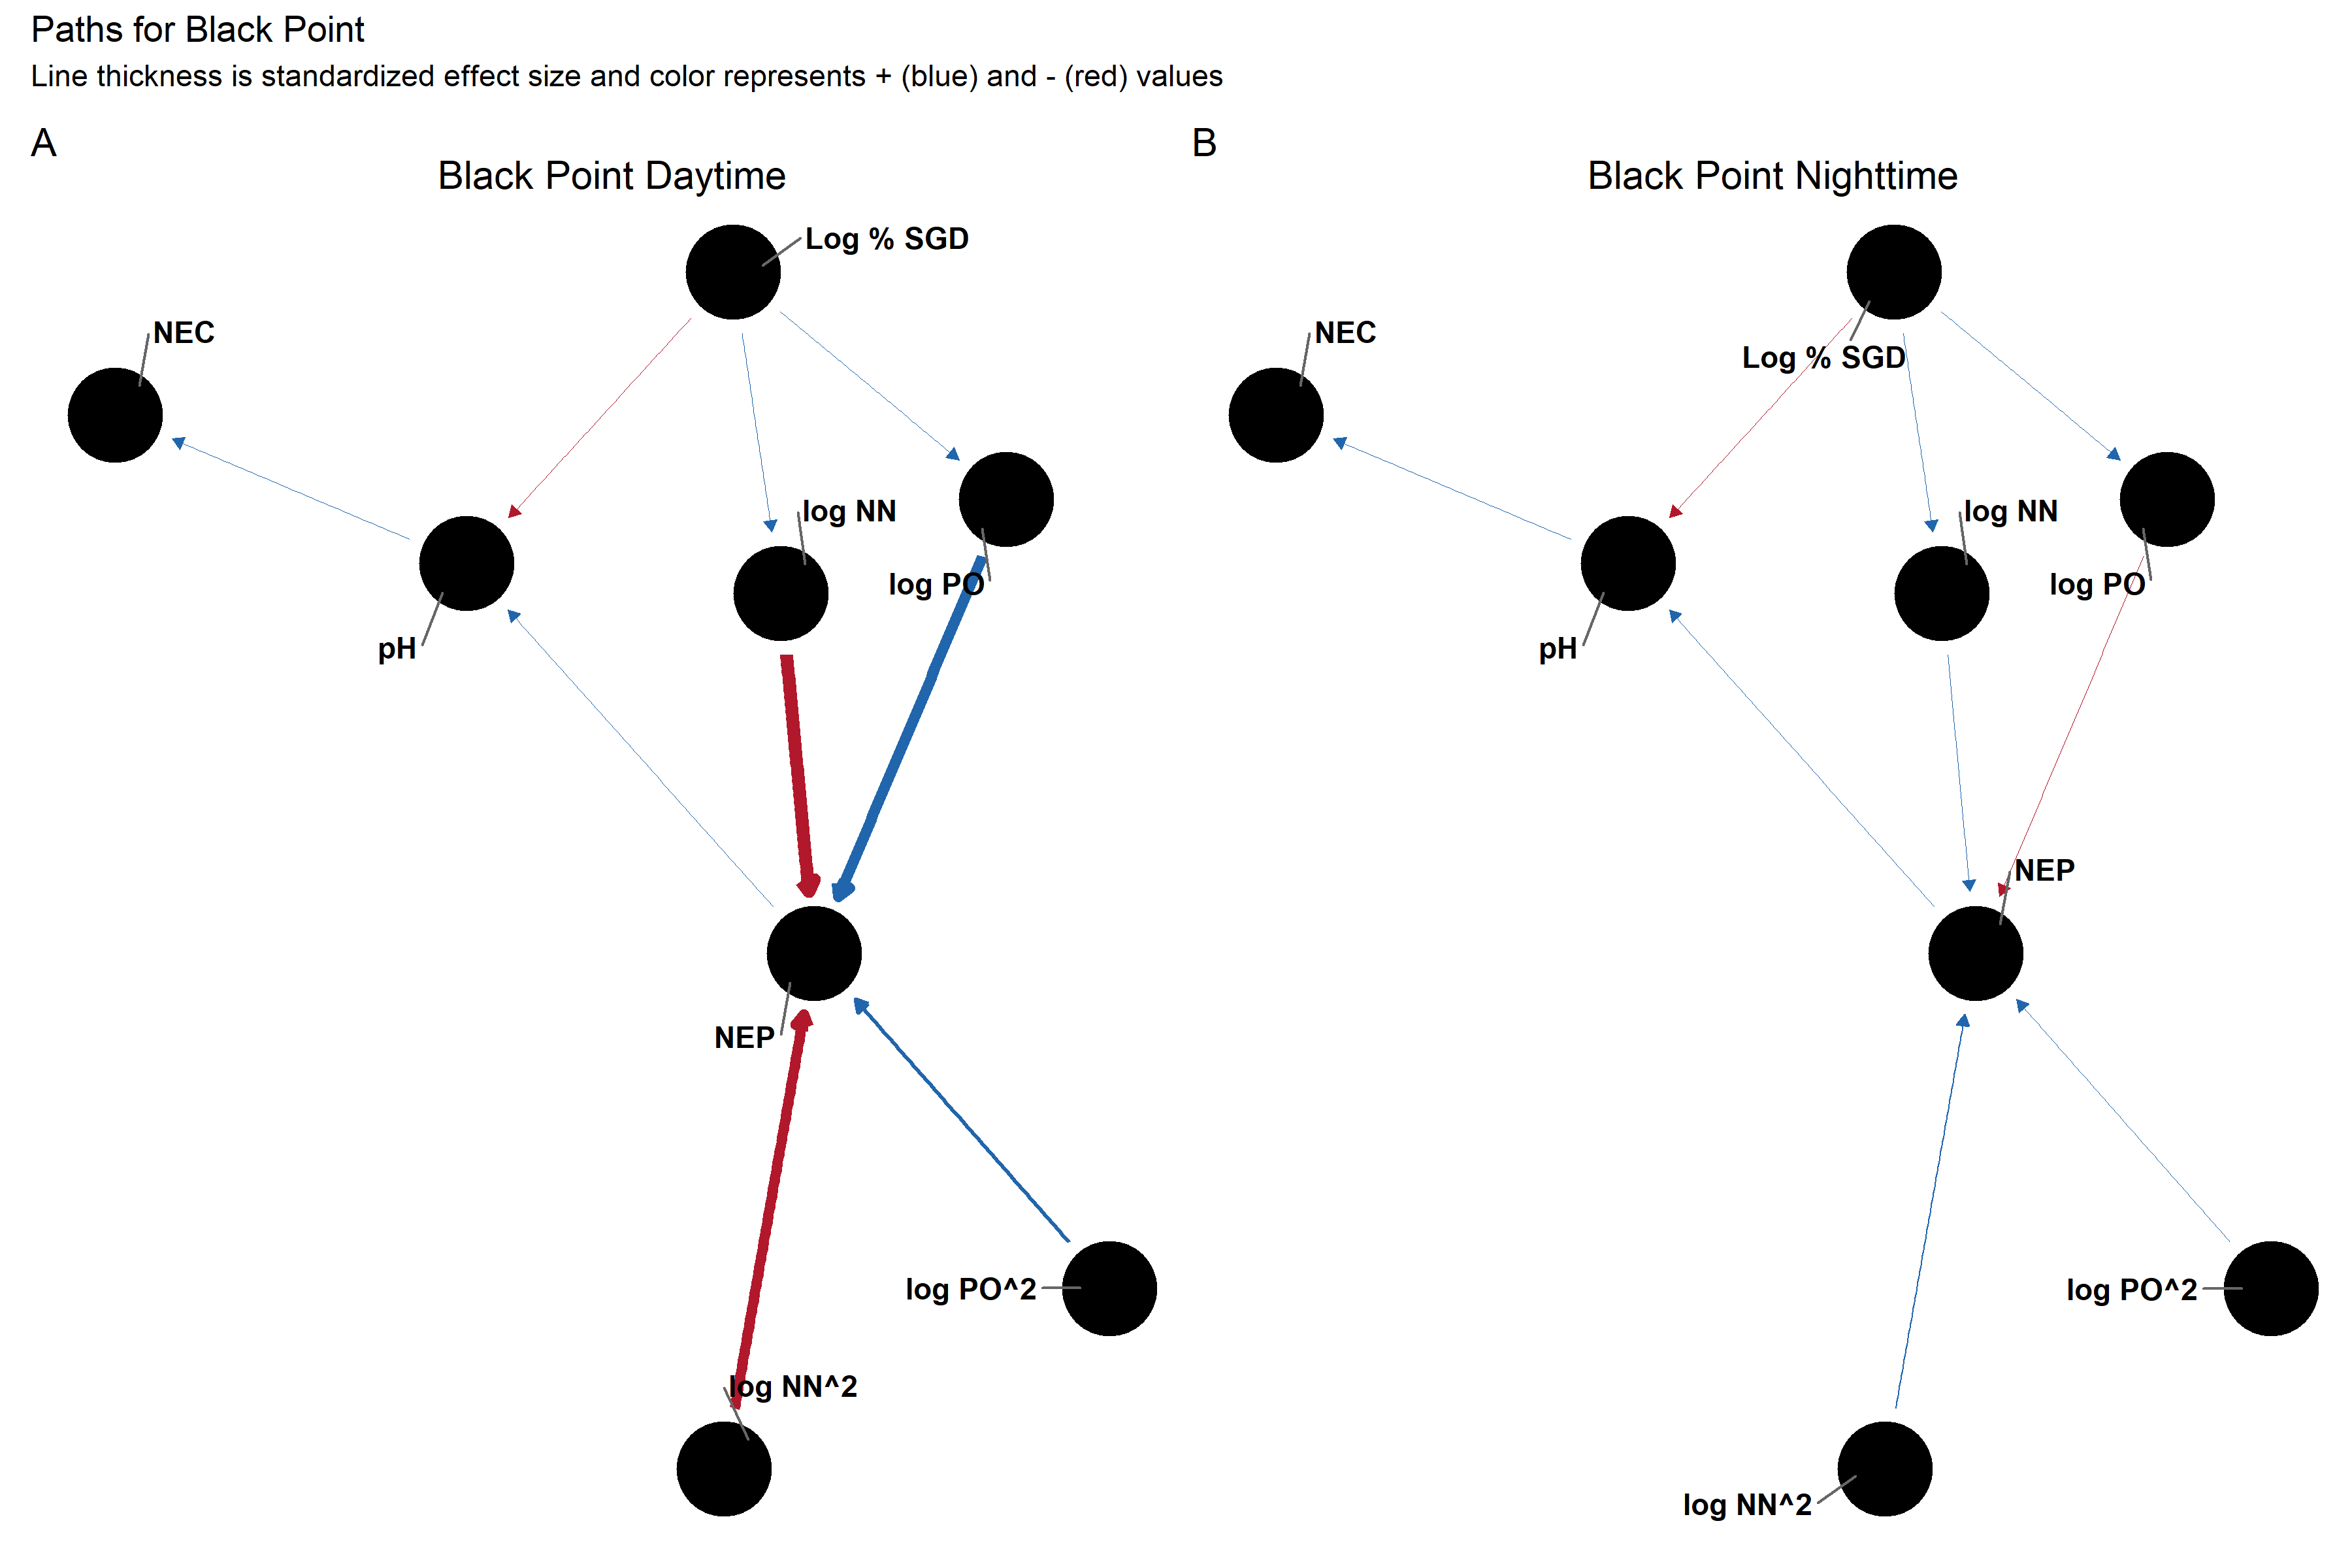 Paths for Black Point
Line thickness is standardized effect size and color represents + (blue) and - (red) values
A
Black Point Daytime
Log % SGD
NEC
log NN
log PO
pH
NEP
log PO^2
log NN^2
B
Black Point Nighttime
NEC
Log % SGD
log NN
log PO
pH
NEP
log PO^2
log NN^2